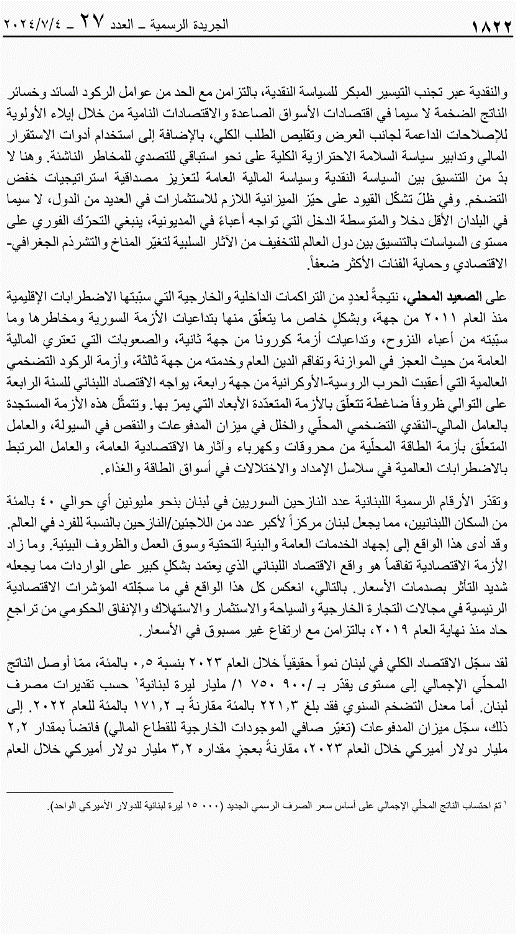 ١٨٢٢ الجريدة الرسمية ـ العدد ٢٧ ـ ٢٠٢٤/٧/٤
والنقدية عبر تجنب التيسير المبكر للسياسة النقدية، بالتزامن مع الحد من عوامل الركود السائد وخسائر
الناتج الضخمة لا سيما في اقتصادات الأسواق الصاعدة والاقتصادات النامية من خلال إيلاء الأولوية
للإصلاحات الداعمة لجانب العرض وتقليص الطلب الكلي، بالإضافة إلى استخدام أدوات الاستقرار
المالي وتدابير سياسة السلامة الاحترازية الكلية على نحو استباقي للتصدي للمخاطر الناشئة. وهنا لا
بدّ من التنسيق بين السياسة النقدية وسياسة المالية العامة لتعزيز مصداقية استراتيجيات خفض
التضخم. وفي ظلّ تشكّل القيود على حيّز الميزانية اللازم للاستثمارات في العديد من الدول، لا سيما
في البلدان الأقل دخلا والمتوسطة الدخل التي تواجه أعباءً في المديونية، ينبغي التحرّك الفوري على
مستوى السياسات بالتنسيق بين دول العالم للتخفيف من الآثار السلبية لتغيّر المناخ والتشرذم الجغرافي-
الاقتصادي وحماية الفئات الأكثر ضعفاً.
على الصعيد المحلي، نتيجةً لعددٍ من التراكمات الداخلية والخارجية التي سبّبتها الاضطرابات الإقليمية
منذ العام ٢٠١١ من جهة، وبشكلٍ خاص ما يتعلّق منها بتداعيات الأزمة السورية ومخاطرها وما
سبّبته من أعباء النزوح، وتداعيات أزمة كورونا من جهة ثانية، والصعوبات التي تعتري المالية
العامة من حيث العجز في الموازنة وتفاقم الدين العام وخدمته من جهة ثالثة، وأزمة الركود التضخمي
العالمية التي أعقبت الحرب الروسية-الأوكرانية من جهة رابعة، يواجه الاقتصاد اللبناني للسنة الرابعة
على التوالي ظروفاً ضاغطة تتعلّق بالأزمة المتعدّدة الأبعاد التي يمرّ بها. وتتمثّل هذه الأزمة المستجدة
بالعامل المالي-النقدي التضخمي المحلّي والخلل في ميزان المدفوعات والنقص في السيولة، والعامل
المتعلّق بأزمة الطاقة المحلّية من محروقات وكهرباء وآثارها الاقتصادية العامة، والعامل المرتبط
بالاضطرابات العالمية في سلاسل الإمداد والاختلالات في أسواق الطاقة والغذاء.
وتقدّر الأرقام الرسمية اللبنانية عدد النازحين السوريين في لبنان بنحو مليونين أي حوالي ٤٠ بالمئة
من السكان اللبنانيين، مما يجعل لبنان مركزاً لأكبر عدد من اللاجئين/النازحين بالنسبة للفرد في العالم.
وقد أدى هذا الواقع إلى إجهاد الخدمات العامة والبنية التحتية وسوق العمل والظروف البيئية. وما زاد
الأزمة الاقتصادية تفاقماً هو واقع الاقتصاد اللبناني الذي يعتمد بشكلٍ كبير على الواردات مما يجعله
شديد التأثر بصدمات الأسعار. بالتالي، انعكس كل هذا الواقع في ما سجّلته المؤشرات الاقتصادية
الرئيسية في مجالات التجارة الخارجية والسياحة والاستثمار والاستهلاك والإنفاق الحكومي من تراجعٍ
حاد منذ نهاية العام ٢٠١٩، بالتزامن مع ارتفاع غير مسبوق في الأسعار.
لقد سجّل الاقتصاد الكلي في لبنان نمواً حقيقياً خلال العام ٢٠٢٣ بنسبة ٠,٥ بالمئة، ممّا أوصل الناتج
المحلّي الإجمالي إلى مستوى يقدّر بـ /٩٠٠ ٧٥٠ ١/ مليار ليرة لبنانية١ حسب تقديرات مصرف
لبنان. أما معدل التضخم السنوي فقد بلغ ٢٢١,٣ بالمئة مقارنةً بـ ١٧١,٢ بالمئة للعام ٢٠٢٢. إلى
ذلك، سجّل ميزان المدفوعات (تغيّر صافي الموجودات الخارجية للقطاع المالي) فائضاً بمقدار ٢,٢
مليار دولار أميركي خلال العام ٢٠٢٣، مقارنةً بعجزٍ مقداره ٣,٢ مليار دولار أميركي خلال العام
١ تم احتساب الناتج المحلّي الإجمالي على أساس سعر الصرف الرسمي الجديد (٠٠٠ ١٥ ليرة لبنانية للدولار الأميركي الواحد).